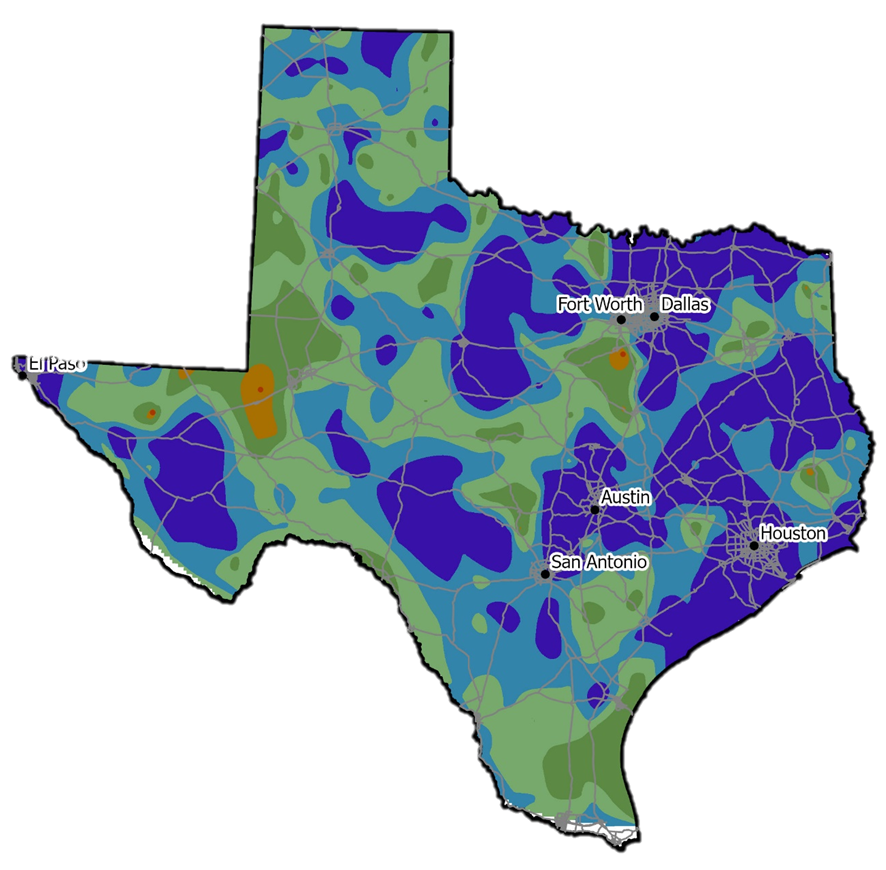 Fort Worth
Dallas
El Paso
Austin
Houston
San Antonio